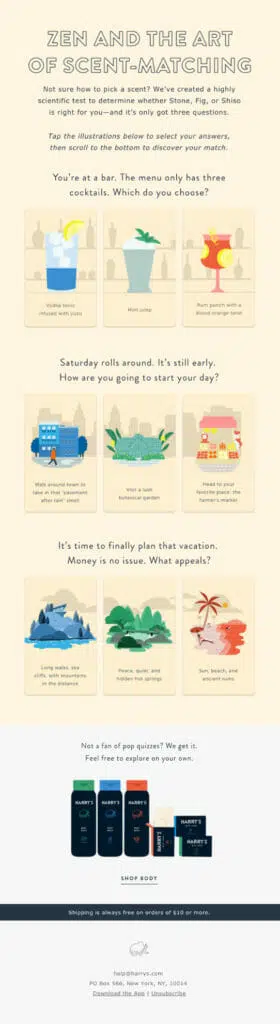 ZEN AND THE ART
OF SCENT-MATCHING
Not sure how to pick a scent? We've created a highly
scientific test to determine whether Stone, Fig, or Shiso
is right for you—and it's only got three questions.
Tap the illustrations below to select your answers,
then scroll to the bottom to discover your match.
You're at a bar. The menu only has three
cocktails. Which do you choose?
Vodka tonic
infused with yuzu
Mint julep
Rum punch with a
blood orange twist
Saturday rolls around. It's still early.
How are you going to start your day?
Walk around town to
take in that "pavement
after rain" smell
Visit a lush
botanical garden
Head to your
favorite place: the
farmer's market
It's time to finally plan that vacation.
Money is no issue. What appeals?
Long walks, sea
cliffs, with mountains
in the distance
Peace, quiet, and
hidden hot springs
Sun, beach, and
ancient ruins
Not a fan of pop quizzes? We get it.
Feel free to explore on your own.
HARRY'S
HARRY'S
HARRY'S
HARRY'S
HARRY'S
HARRY'S
SHOP BODY
Shipping is always free on orders of $10 or more.
help@harrys.com
PO Box 566, New York, NY, 10014
Download the App | Unsubscribe